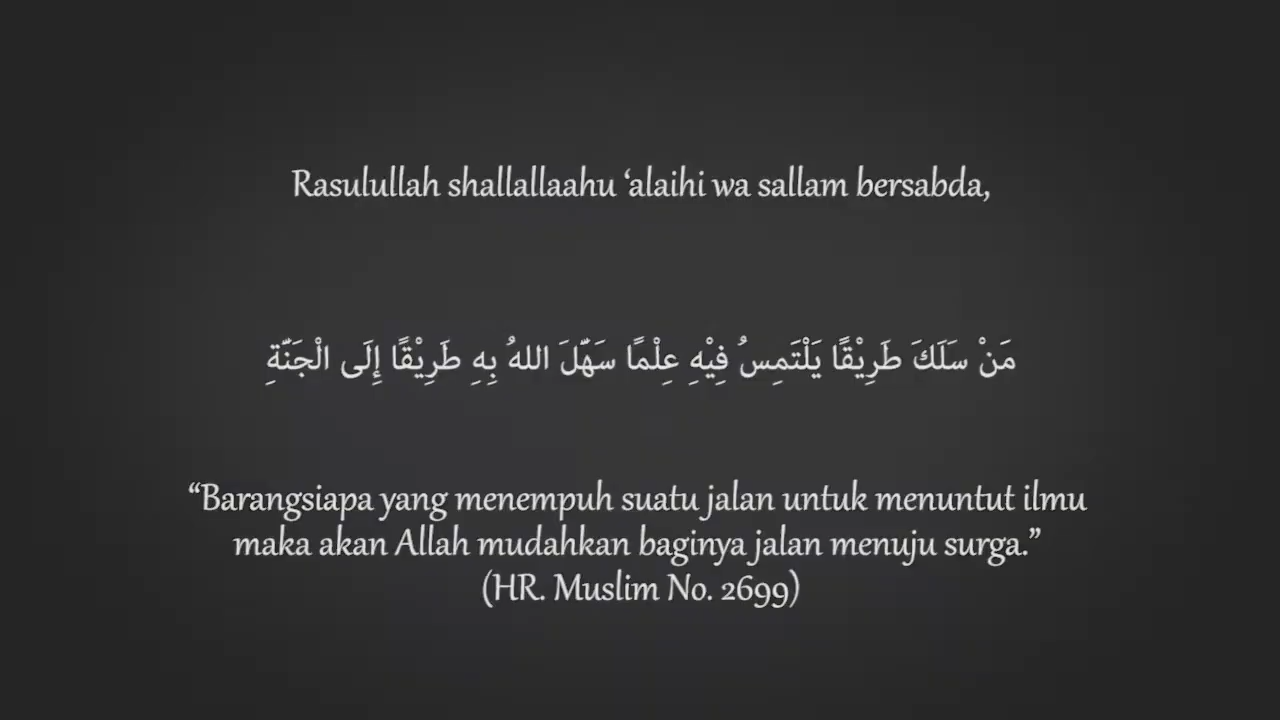 Rasulullah shallallaahu ‘alaihi wa sallam bersabda,
مَنْ سَلَكَ طَرِيْقًا يَلْتَمِسُ فِيْهِ عِلْمًا سَهَّلَ اللهُ بِهِ طَرِيْقًا إِلَى الْجَنَّةِ
“Barangsiapa yang menempuh suatu jalan untuk menuntut ilmu
maka akan Allah mudahkan baginya jalan menuju surga.”
(HR. Muslim No. 2699)